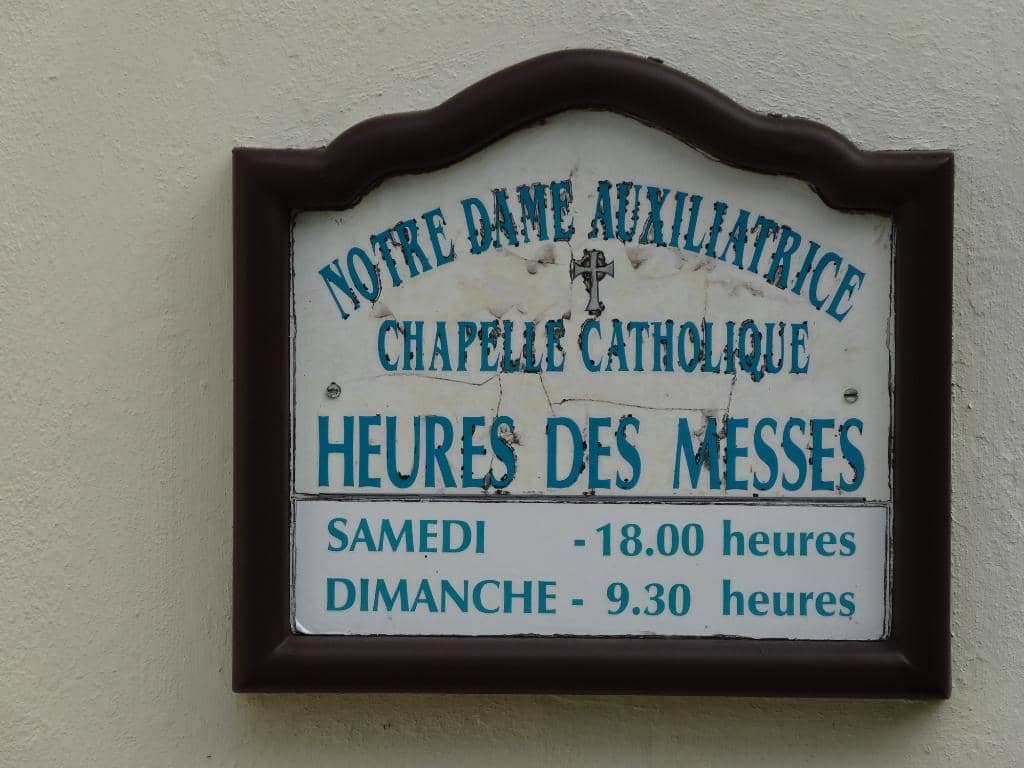 NOTRE DAME AUXILIATRICE
CHAPELLE CATHOLIQUE
HEURES DES MESSES
SAMEDI - 18.00 heures
DIMANCHE - 9.30 heures